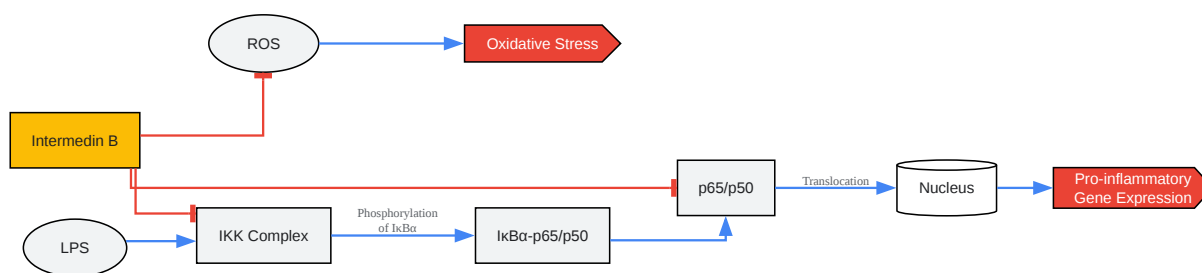 ROS
Oxidative Stress
Intermedin B
p65/p50
Translocation
Nucleus
Pro-inflammatory
Gene Expression
LPS
IKK Complex
Phosphorylation
of IκBα
IκBα-p65/p50